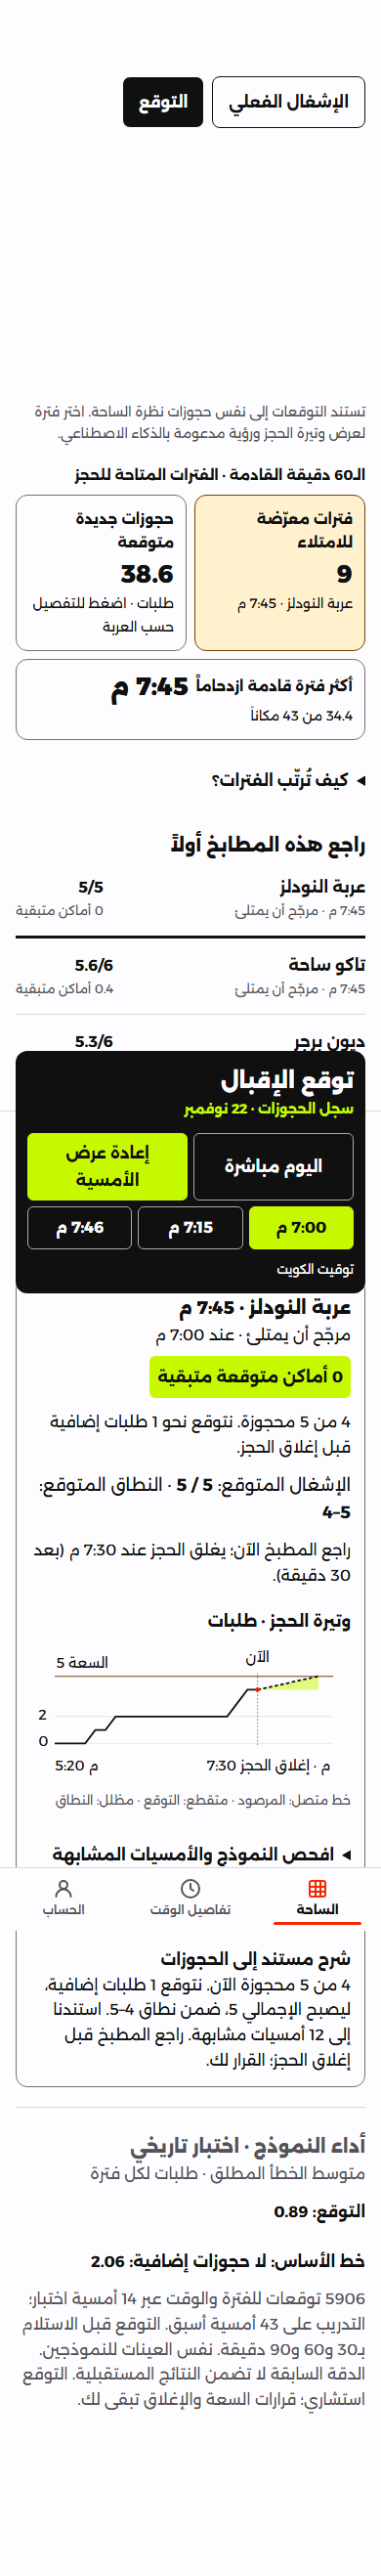 الإشغال الفعلي
التوقع
تستند التوقعات إلى نفس حجوزات نظرة الساحة. اختر فترة
لعرض وتيرة الحجز ورؤية مدعومة بالذكاء الاصطناعي.
الـ60 دقيقة القادمة · الفترات المتاحة للحجز
فترات معرّضة
للامتلاء
9
عربة النودلز · 7:45 م
حجوزات جديدة
متوقعة
38.6
طلبات · اضغط للتفصيل
حسب العربة
أكثر فترة قادمة ازدحاماً 7:45 م
34.4 من 43 مكاناً
كيف تُرتّب الفترات؟
راجع هذه المطابخ أولاً
عربة النودلز
5/5
7:45 م · مرجّح أن يمتلئ
0 أماكن متبقية
تاكو ساحة
5.6/6
7:45 م · مرجّح أن يمتلئ
0.4 أماكن متبقية
ديون برجر
5.3/6
توقع الإقبال
سجل الحجوزات · 22 نوفمبر
اليوم مباشرة
إعادة عرض
الأمسية
7:00 م
7:15 م
7:46 م
توقيت الكويت
عربة النودلز · 7:45 م
مرجّح أن يمتلئ · عند 7:00 م
0 أماكن متوقعة متبقية
4 من 5 محجوزة. نتوقع نحو 1 طلبات إضافية
قبل إغلاق الحجز.
الإشغال المتوقع: 5 / 5 · النطاق المتوقع:
4–5
راجع المطبخ الآن؛ يغلق الحجز عند 7:30 م (بعد
30 دقيقة).
وتيرة الحجز · طلبات
الآن
السعة 5
2
0
5:20 م
م · إغلاق الحجز 7:30
خط متصل: المرصود · متقطع: التوقع · مظلل: النطاق
افحص النموذج والأمسيات المشابهة
الساحة
تفاصيل الوقت
الحساب
شرح مستند إلى الحجوزات
4 من 5 محجوزة الآن. نتوقع 1 طلبات إضافية،
ليصبح الإجمالي 5، ضمن نطاق 4–5. استندنا
إلى 12 أمسيات مشابهة. راجع المطبخ قبل
إغلاق الحجز؛ القرار لك.
أداء النموذج · اختبار تاريخي
متوسط الخطأ المطلق · طلبات لكل فترة
التوقع: 0.89
خط الأساس: لا حجوزات إضافية: 2.06
5906 توقعات للفترة والوقت عبر 14 أمسية اختبار؛
التدريب على 43 أمسية أسبق. التوقع قبل الاستلام
بـ30 و60 و90 دقيقة. نفس العينات للنموذجين.
الدقة السابقة لا تضمن النتائج المستقبلية. التوقع
استشاري؛ قرارات السعة والإغلاق تبقى لك.